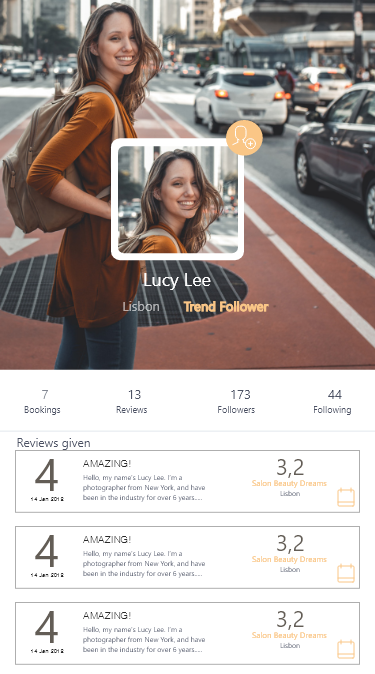 Lucy Lee
Lisbon Trend Follower
7 13 173 44
Bookings Reviews Followers Following
Reviews given
4
14 Jan 2018
AMAZING!
Hello, my name's Lucy Lee. I'm a
photographer from New York, and have
been in the industry for over 6 years....
3,2
Salon Beauty Dreams
Lisbon
4
14 Jan 2018
AMAZING!
Hello, my name's Lucy Lee. I'm a
photographer from New York, and have
been in the industry for over 6 years....
3,2
Salon Beauty Dreams
Lisbon
4
14 Jan 2018
AMAZING!
Hello, my name's Lucy Lee. I'm a
photographer from New York, and have
been in the industry for over 6 years....
3,2
Salon Beauty Dreams
Lisbon